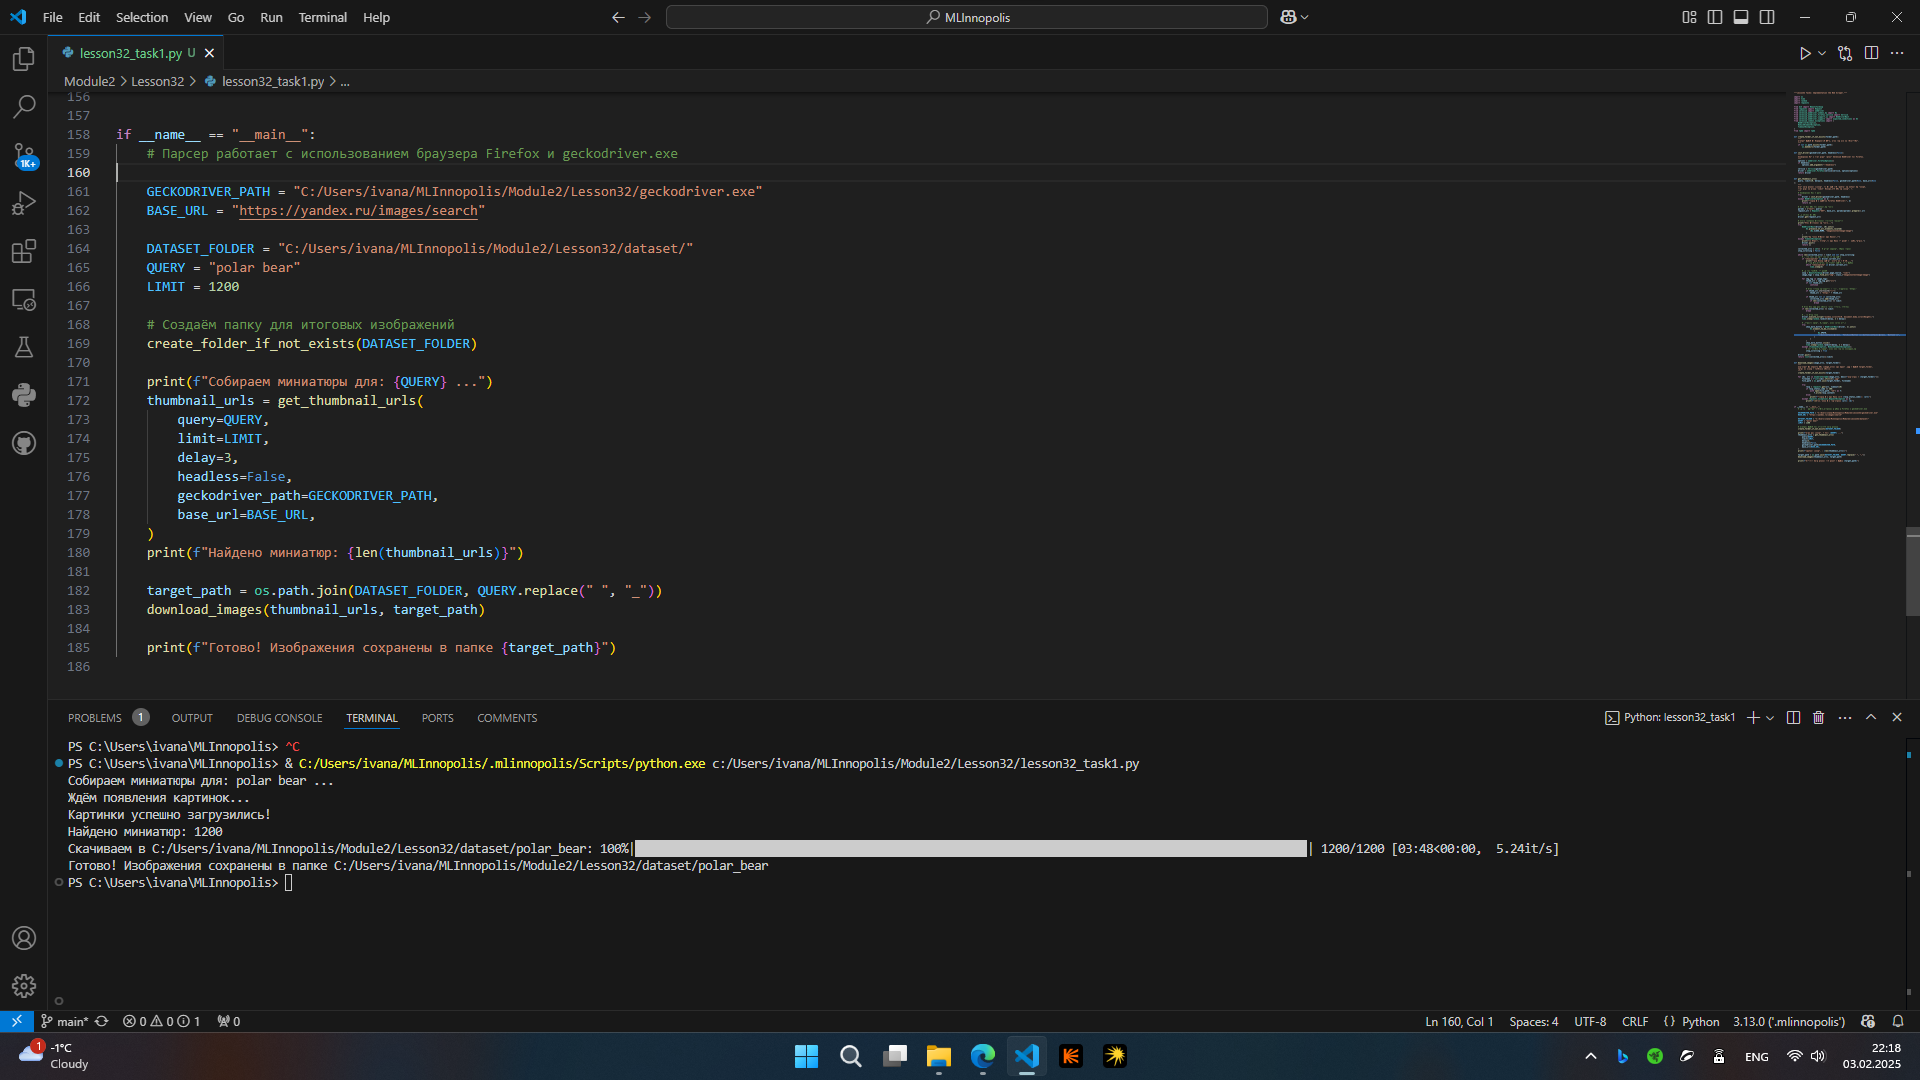 File Edit Selection View Go Run Terminal Help
MLInnopolis
lesson32_task1.py U
Module2 > Lesson32 > lesson32_task1.py > ...
156
157
158 if __name__ == "__main__":
159 # Парсер работает с использованием браузера Firefox и geckodriver.exe
160
161 GECKODRIVER_PATH = "C:/Users/ivana/MLInnopolis/Module2/Lesson32/geckodriver.exe"
162 BASE_URL = "https://yandex.ru/images/search"
163
164 DATASET_FOLDER = "C:/Users/ivana/MLInnopolis/Module2/Lesson32/dataset/"
165 QUERY = "polar bear"
166 LIMIT = 1200
167
168 # Создаём папку для итоговых изображений
169 create_folder_if_not_exists(DATASET_FOLDER)
170
171 print(f"Собираем миниатюры для: {QUERY} ...")
172 thumbnail_urls = get_thumbnail_urls(
173 query=QUERY,
174 limit=LIMIT,
175 delay=3,
176 headless=False,
177 geckodriver_path=GECKODRIVER_PATH,
178 base_url=BASE_URL,
179 )
180 print(f"Найдено миниатюр: {len(thumbnail_urls)}")
181
182 target_path = os.path.join(DATASET_FOLDER, QUERY.replace(" ", "_"))
183 download_images(thumbnail_urls, target_path)
184
185 print(f"Готово! Изображения сохранены в папке {target_path}")
186
PROBLEMS 1 OUTPUT DEBUG CONSOLE TERMINAL PORTS COMMENTS
Python: lesson32_task1
PS C:\Users\ivana\MLInnopolis> ^C
PS C:\Users\ivana\MLInnopolis> & C:/Users/ivana/MLInnopolis/.mlinnopolis/Scripts/python.exe c:/Users/ivana/MLInnopolis/Module2/Lesson32/lesson32_task1.py
Собираем миниатюры для: polar bear ...
Ждём появления картинок...
Картинки успешно загрузились!
Найдено миниатюр: 1200
Скачиваем в C:/Users/ivana/MLInnopolis/Module2/Lesson32/dataset/polar_bear: 100%| | 1200/1200 [03:48<00:00, 5.24it/s]
Готово! Изображения сохранены в папке C:/Users/ivana/MLInnopolis/Module2/Lesson32/dataset/polar_bear
PS C:\Users\ivana\MLInnopolis>
1K+
main* 0 0 1 0
Ln 160, Col 1 Spaces: 4 UTF-8 CRLF {} Python 3.13.0 ('.mlinnopolis')
1
-1°C
Cloudy
ENG
22:18
03.02.2025